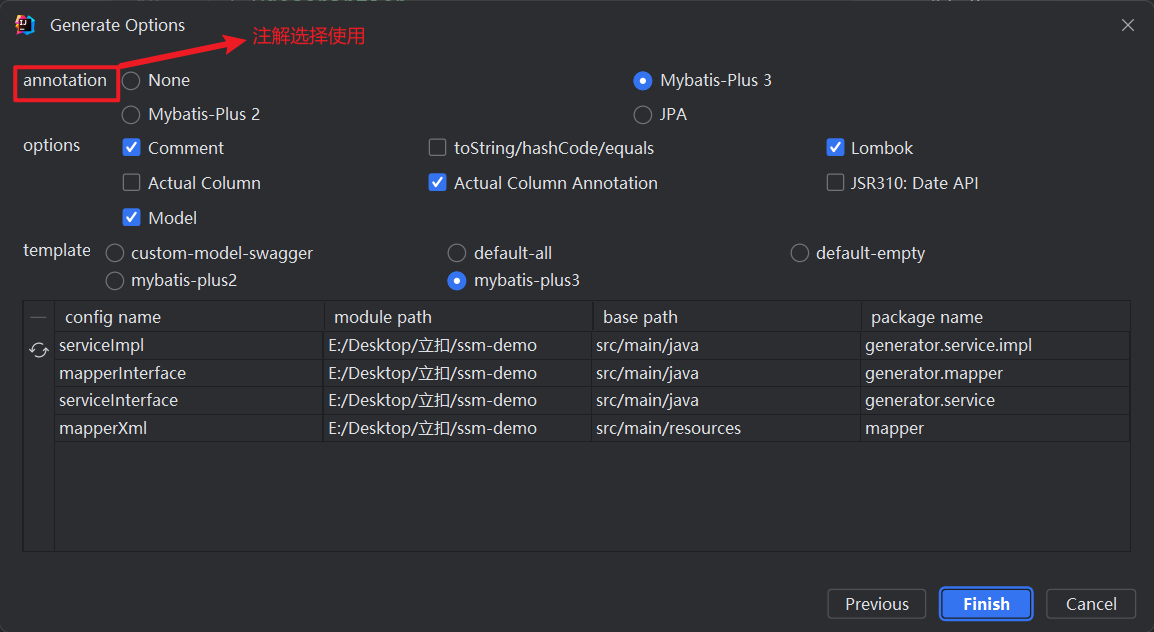 Generate Options
注解选择使用
annotation None Mybatis-Plus 3
Mybatis-Plus 2 JPA
options Comment toString/hashCode/equals Lombok
Actual Column Actual Column Annotation JSR310: Date API
Model
template custom-model-swagger default-all default-empty
mybatis-plus2 mybatis-plus3
config name module path base path package name
serviceImpl E:/Desktop/立扣/ssm-demo src/main/java generator.service.impl
mapperInterface E:/Desktop/立扣/ssm-demo src/main/java generator.mapper
serviceInterface E:/Desktop/立扣/ssm-demo src/main/java generator.service
mapperXml E:/Desktop/立扣/ssm-demo src/main/resources mapper
Previous Finish Cancel